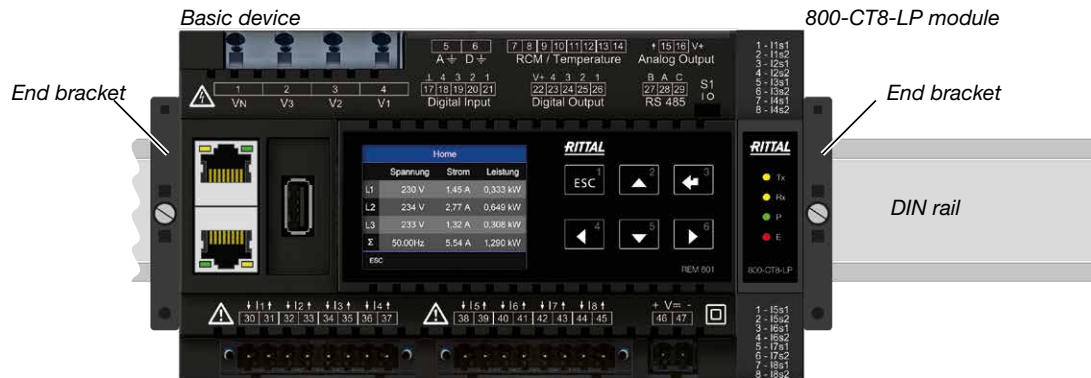 Basic device
800-CT8-LP module
End bracket
End bracket
DIN rail
5 6
A D
7 8 9 10 11 12 13 14
RCM / Temperature
15 16 V+
Analog Output
1 2 3 4
VN V3 V2 V1
⊥ 4 3 2 1
17 18 19 20 21
Digital Input
V+ 4 3 2 1
22 23 24 25 26
Digital Output
B A C
27 28 29
RS 485
S1
I O
1 - I1s1
2 - I1s2
3 - I2s1
4 - I2s2
5 - I3s1
6 - I3s2
7 - I4s1
8 - I4s2
Home
Spannung Strom Leistung
L1 230 V 1,45 A 0,333 kW
L2 234 V 2,77 A 0,649 kW
L3 233 V 1,32 A 0,308 kW
Σ 50.00Hz 5.54 A 1,290 kW
ESC
RITTAL
ESC 1
2
3
4
5
6
REM 801
RITTAL
Tx
Rx
P
E
800-CT8-LP
I1 I2 I3 I4
30 31 32 33 34 35 36 37
I5 I6 I7 I8
38 39 40 41 42 43 44 45
+ V= -
46 47
1 - I5s1
2 - I5s2
3 - I6s1
4 - I6s2
5 - I7s1
6 - I7s2
7 - I8s1
8 - I8s2